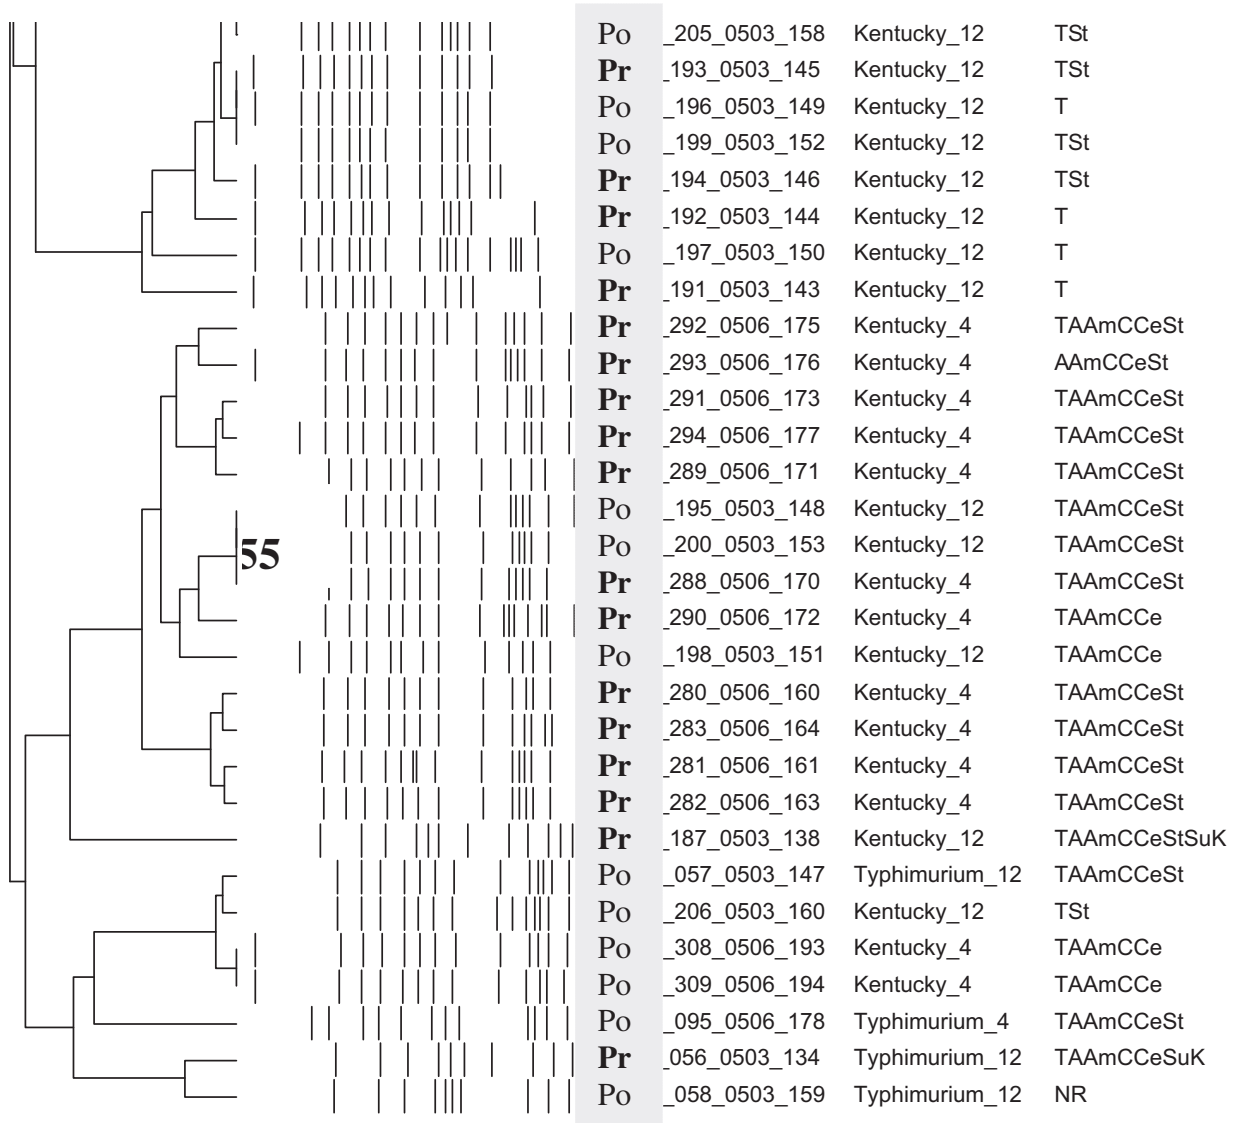 Po _205_0503_158 Kentucky_12 TSt
Pr _193_0503_145 Kentucky_12 TSt
Po _196_0503_149 Kentucky_12 T
Po _199_0503_152 Kentucky_12 TSt
Pr _194_0503_146 Kentucky_12 TSt
Pr _192_0503_144 Kentucky_12 T
Po _197_0503_150 Kentucky_12 T
Pr _191_0503_143 Kentucky_12 T
Pr _292_0506_175 Kentucky_4 TAAmCCeSt
Pr _293_0506_176 Kentucky_4 AAmCCeSt
Pr _291_0506_173 Kentucky_4 TAAmCCeSt
Pr _294_0506_177 Kentucky_4 TAAmCCeSt
Pr _289_0506_171 Kentucky_4 TAAmCCeSt
Po _195_0503_148 Kentucky_12 TAAmCCeSt
55 Po _200_0503_153 Kentucky_12 TAAmCCeSt
Pr _288_0506_170 Kentucky_4 TAAmCCeSt
Pr _290_0506_172 Kentucky_4 TAAmCCe
Po _198_0503_151 Kentucky_12 TAAmCCe
Pr _280_0506_160 Kentucky_4 TAAmCCeSt
Pr _283_0506_164 Kentucky_4 TAAmCCeSt
Pr _281_0506_161 Kentucky_4 TAAmCCeSt
Pr _282_0506_163 Kentucky_4 TAAmCCeSt
Pr _187_0503_138 Kentucky_12 TAAmCCeStSuK
Po _057_0503_147 Typhimurium_12 TAAmCCeSt
Po _206_0503_160 Kentucky_12 TSt
Po _308_0506_193 Kentucky_4 TAAmCCe
Po _309_0506_194 Kentucky_4 TAAmCCe
Po _095_0506_178 Typhimurium_4 TAAmCCeSt
Pr _056_0503_134 Typhimurium_12 TAAmCCeSuK
Po _058_0503_159 Typhimurium_12 NR